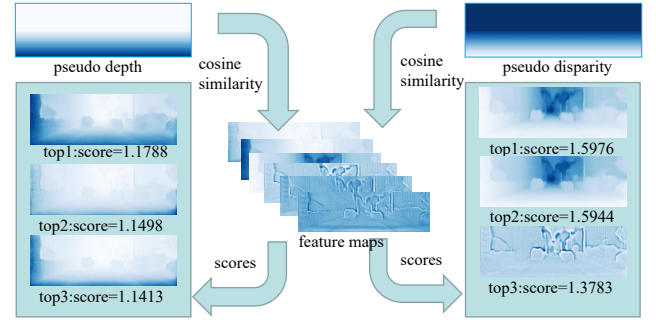 pseudo depth
cosine
similarity
cosine
similarity
pseudo disparity
top1:score=1.1788
top2:score=1.1498
top3:score=1.1413
feature maps
scores
scores
top1:score=1.5976
top2:score=1.5944
top3:score=1.3783